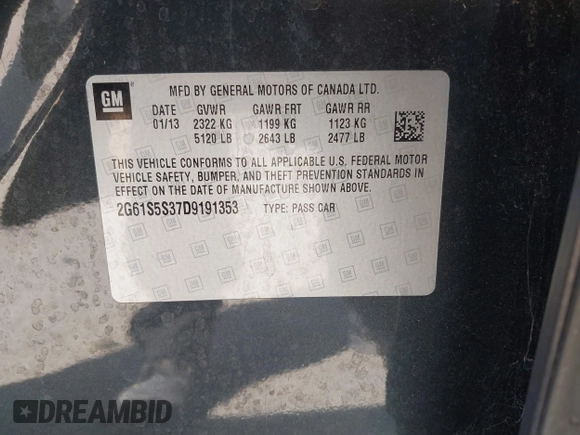 GM
MFD BY GENERAL MOTORS OF CANADA LTD.
DATE GVWR GAWR FRT GAWR RR
01/13 2322 KG 1199 KG 1123 KG
5120 LB 2643 LB 2477 LB
THIS VEHICLE CONFORMS TO ALL APPLICABLE U.S. FEDERAL MOTOR
VEHICLE SAFETY, BUMPER, AND THEFT PREVENTION STANDARDS IN
EFFECT ON THE DATE OF MANUFACTURE SHOWN ABOVE.
2G61S5S37D9191353 TYPE: PASS CAR
DREAMBID